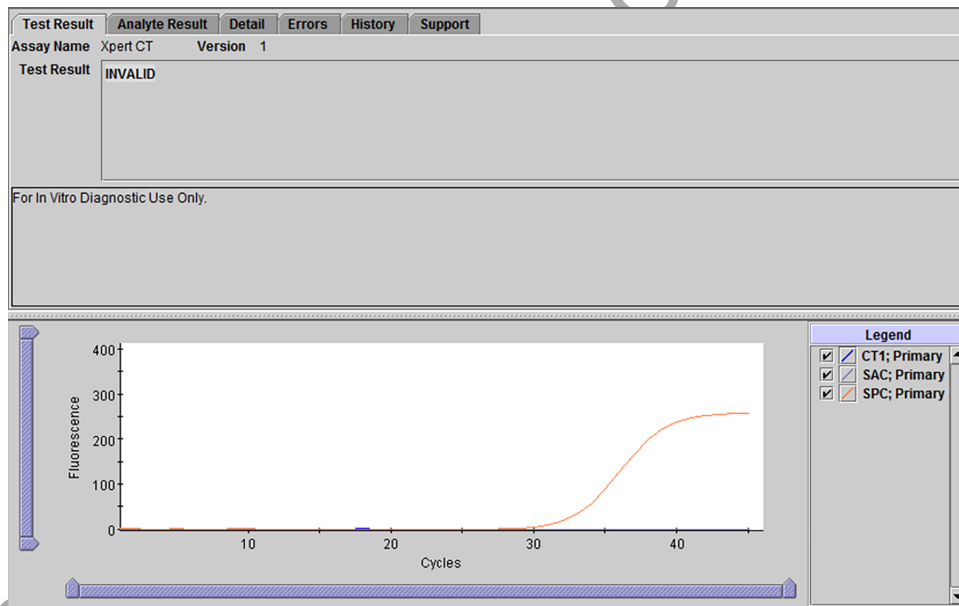 Test Result Analyte Result Detail Errors History Support
Assay Name Xpert CT Version 1
Test Result INVALID
For In Vitro Diagnostic Use Only.
Legend
CT1; Primary
SAC; Primary
SPC; Primary
400
300
200
100
0
Fluorescence
10 20 30 40
Cycles